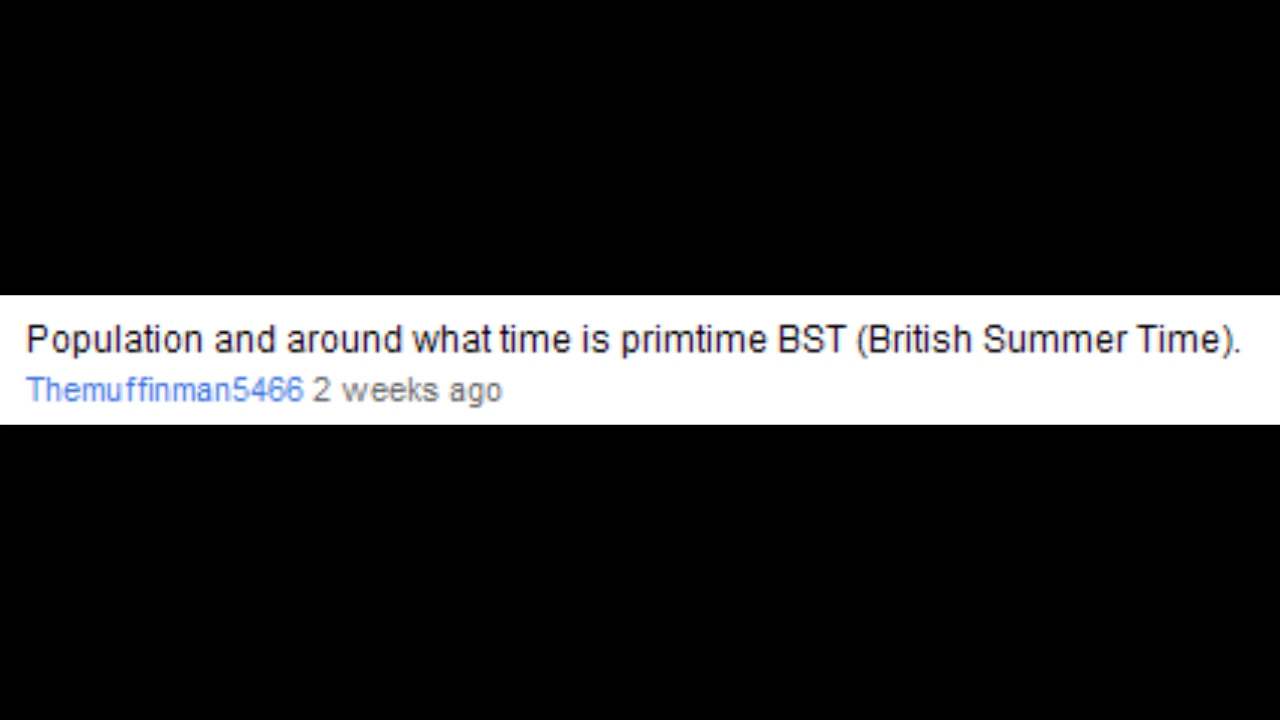 Population and around what time is primtime BST (British Summer Time).
Themuffinman5466 2 weeks ago